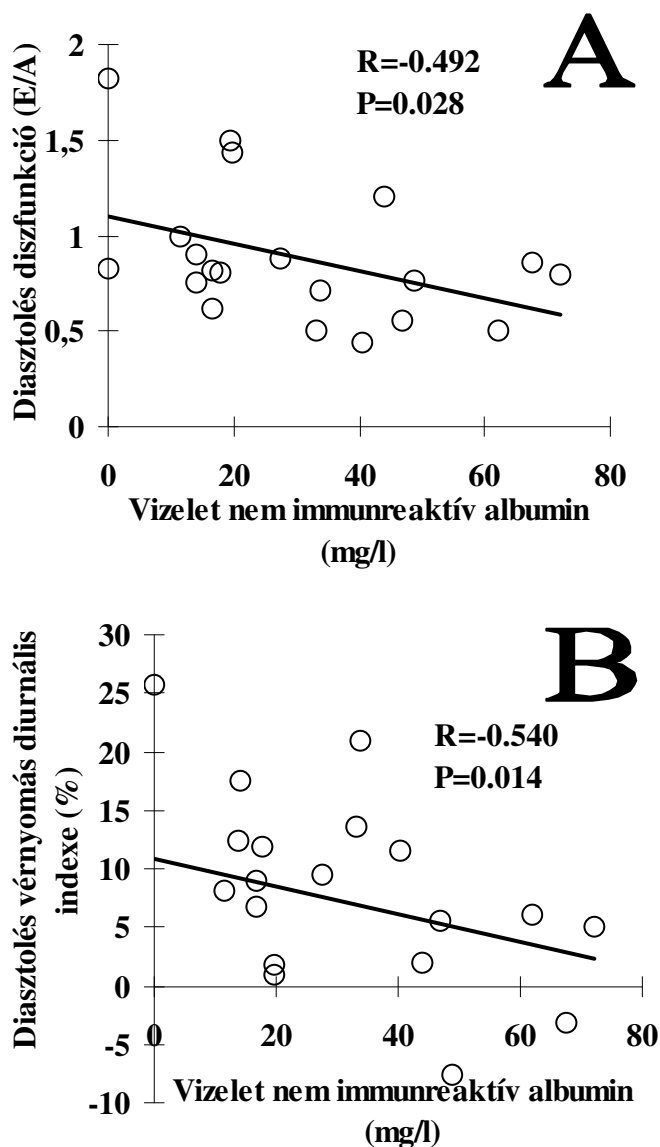 A
R=-0.492
P=0.028
Diasztolés diszfunkció (E/A)
2
1,5
1
0,5
0
0 20 40 60 80
Vizelet nem immunreaktív albumin
(mg/l)
B
R=-0.540
P=0.014
Diasztolés vérnyomás diurnális
indexe (%)
30
25
20
15
10
5
0
-5
-10
0 20 40 60 80
Vizelet nem immunreaktív albumin
(mg/l)